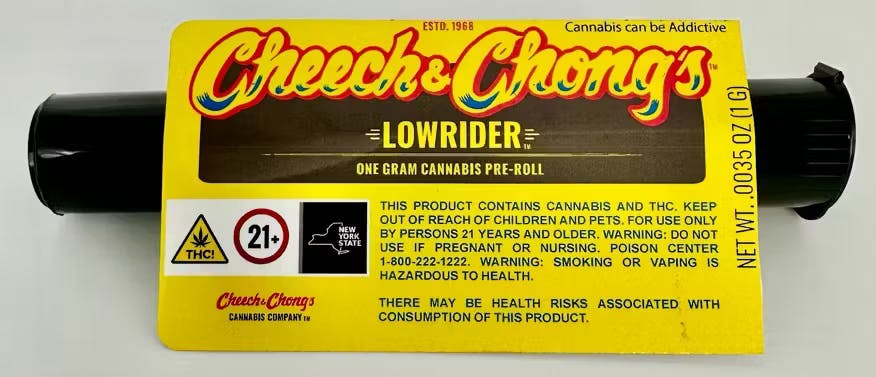 ESTD. 1968
Cannabis can be Addictive
Cheech & Chong's™
LOWRIDER™
ONE GRAM CANNABIS PRE-ROLL
NET WT. .0035 OZ (1 G)
THC!
21+
NEW
YORK
STATE
THIS PRODUCT CONTAINS CANNABIS AND THC. KEEP
OUT OF REACH OF CHILDREN AND PETS. FOR USE ONLY
BY PERSONS 21 YEARS AND OLDER. WARNING: DO NOT
USE IF PREGNANT OR NURSING. POISON CENTER
1-800-222-1222. WARNING: SMOKING OR VAPING IS
HAZARDOUS TO HEALTH.
Cheech & Chong's
CANNABIS COMPANY™
THERE MAY BE HEALTH RISKS ASSOCIATED WITH
CONSUMPTION OF THIS PRODUCT.